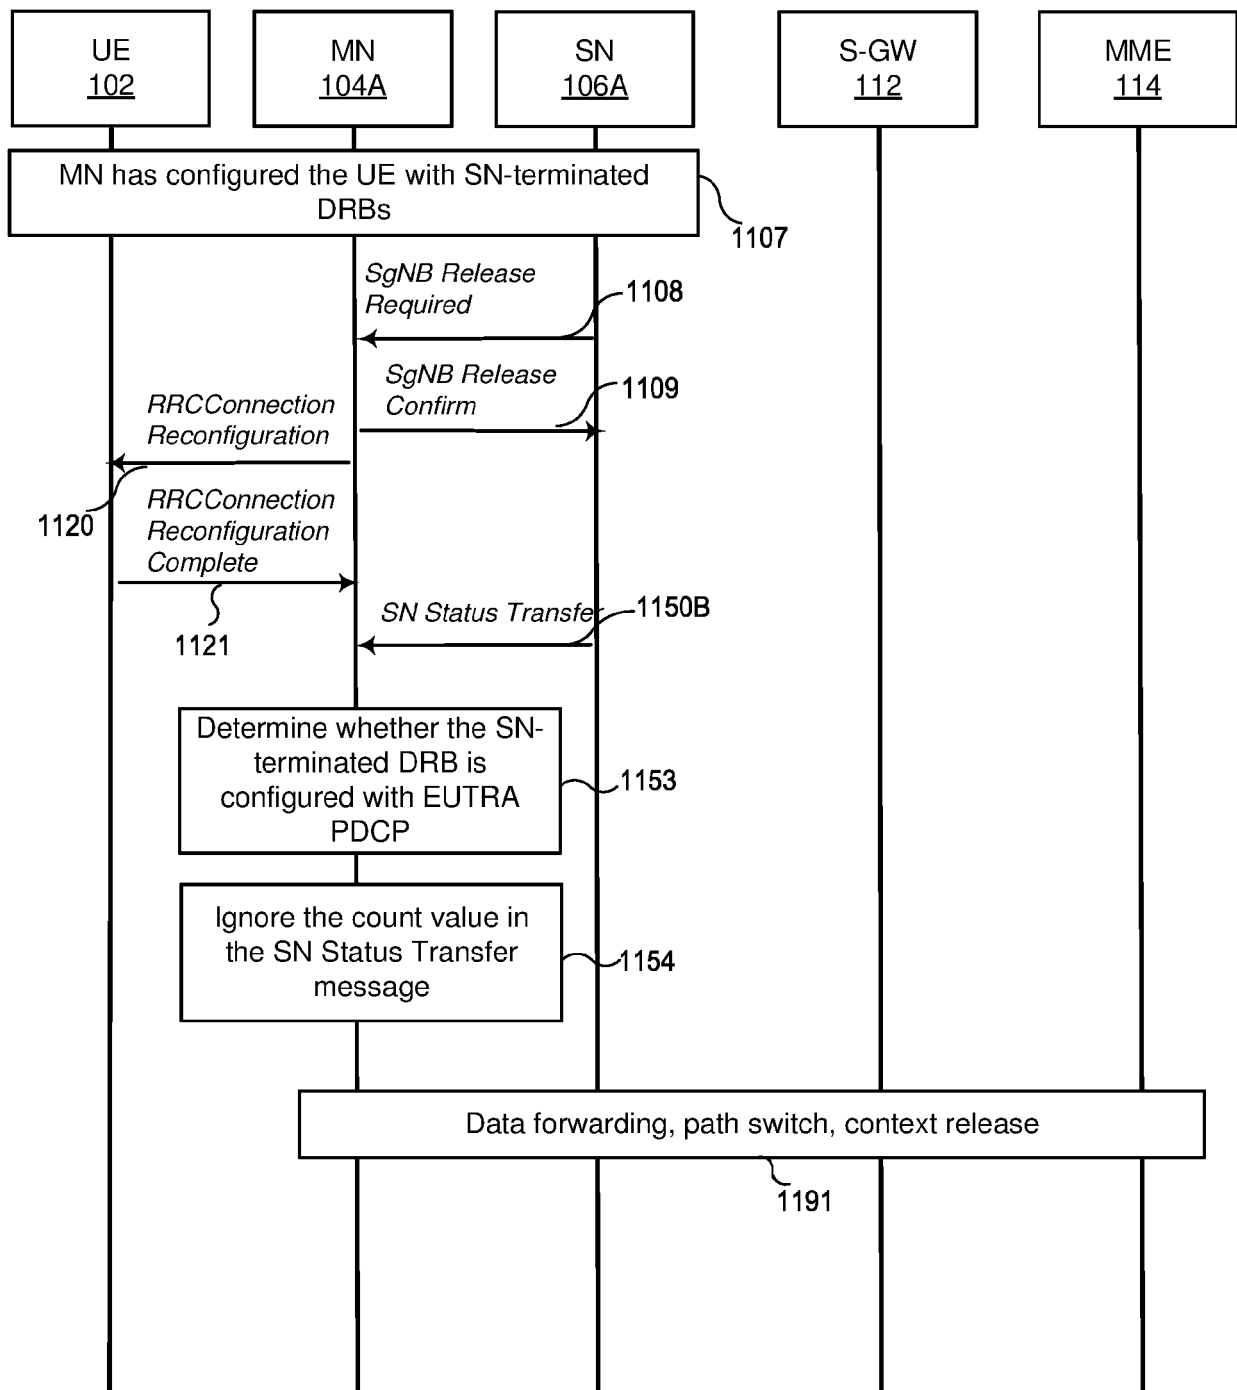 UE
102
MN
104A
SN
106A
S-GW
112
MME
114
MN has configured the UE with SN-terminated
DRBs
1107
SgNB Release
Required
1108
SgNB Release
Confirm
1109
RRCConnection
Reconfiguration
1120
RRCConnection
Reconfiguration
Complete
1121
SN Status Transfer
1150B
Determine whether the SN-
terminated DRB is
configured with EUTRA
PDCP
1153
Ignore the count value in
the SN Status Transfer
message
1154
Data forwarding, path switch, context release
1191